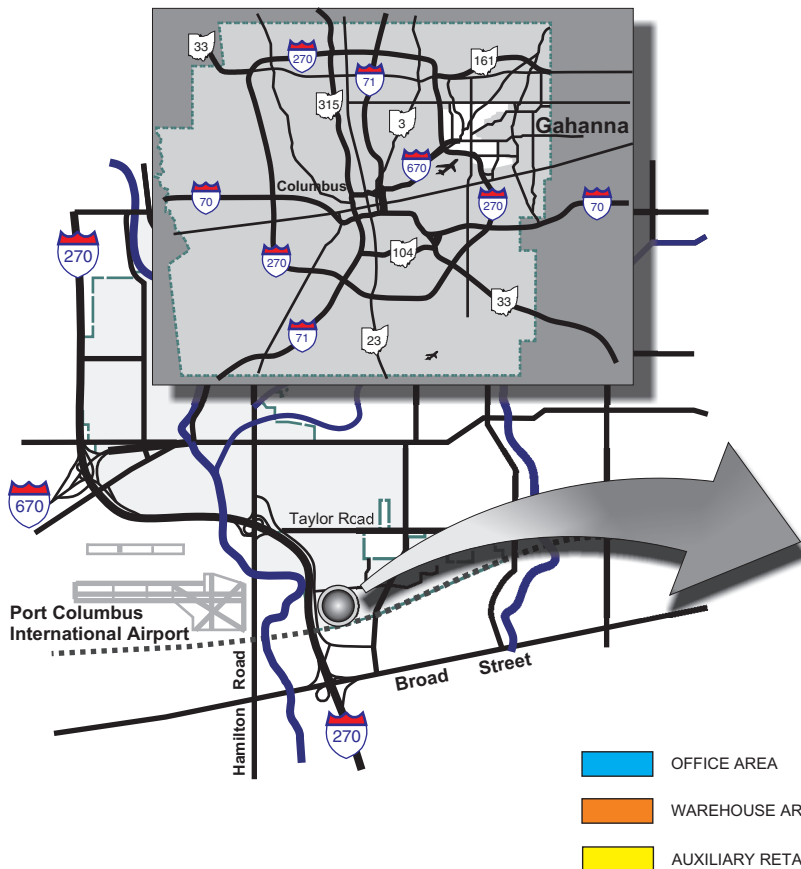 33
270
71
161
315
3
Gahanna
670
Columbus
70
270
70
104
270
33
71
23
270
670
Taylor Road
Port Columbus
International Airport
Hamilton Road
Broad Street
270
OFFICE AREA
WAREHOUSE AR
AUXILIARY RETA